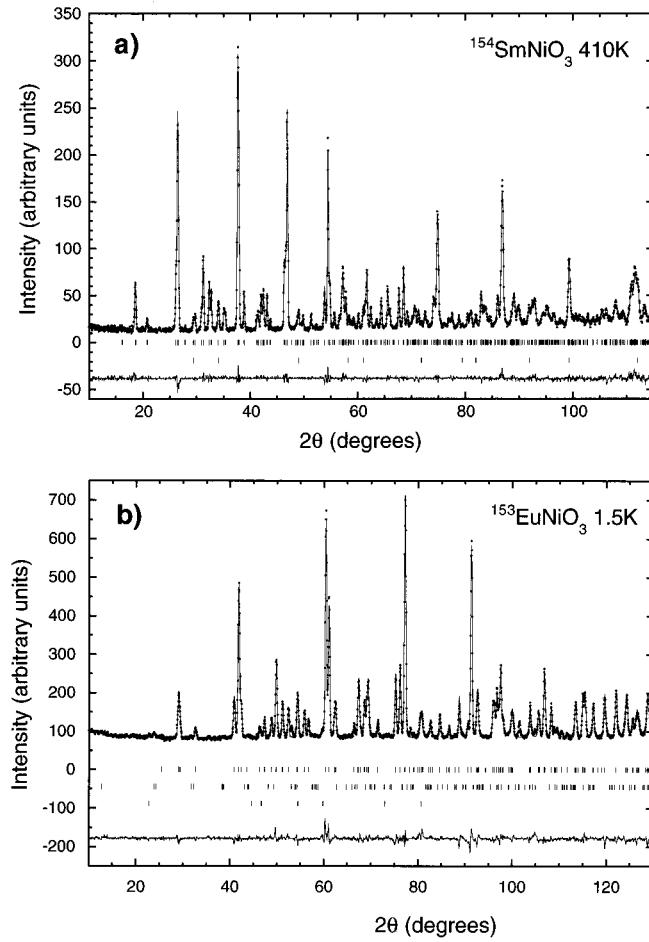 a)
¹⁵⁴SmNiO₃ 410K
Intensity (arbitrary units)
350
300
250
200
150
100
50
0
-50
20 40 60 80 100
2θ (degrees)
b)
¹⁵³EuNiO₃ 1.5K
Intensity (arbitrary units)
700
600
500
400
300
200
100
0
-100
-200
20 40 60 80 100 120
2θ (degrees)